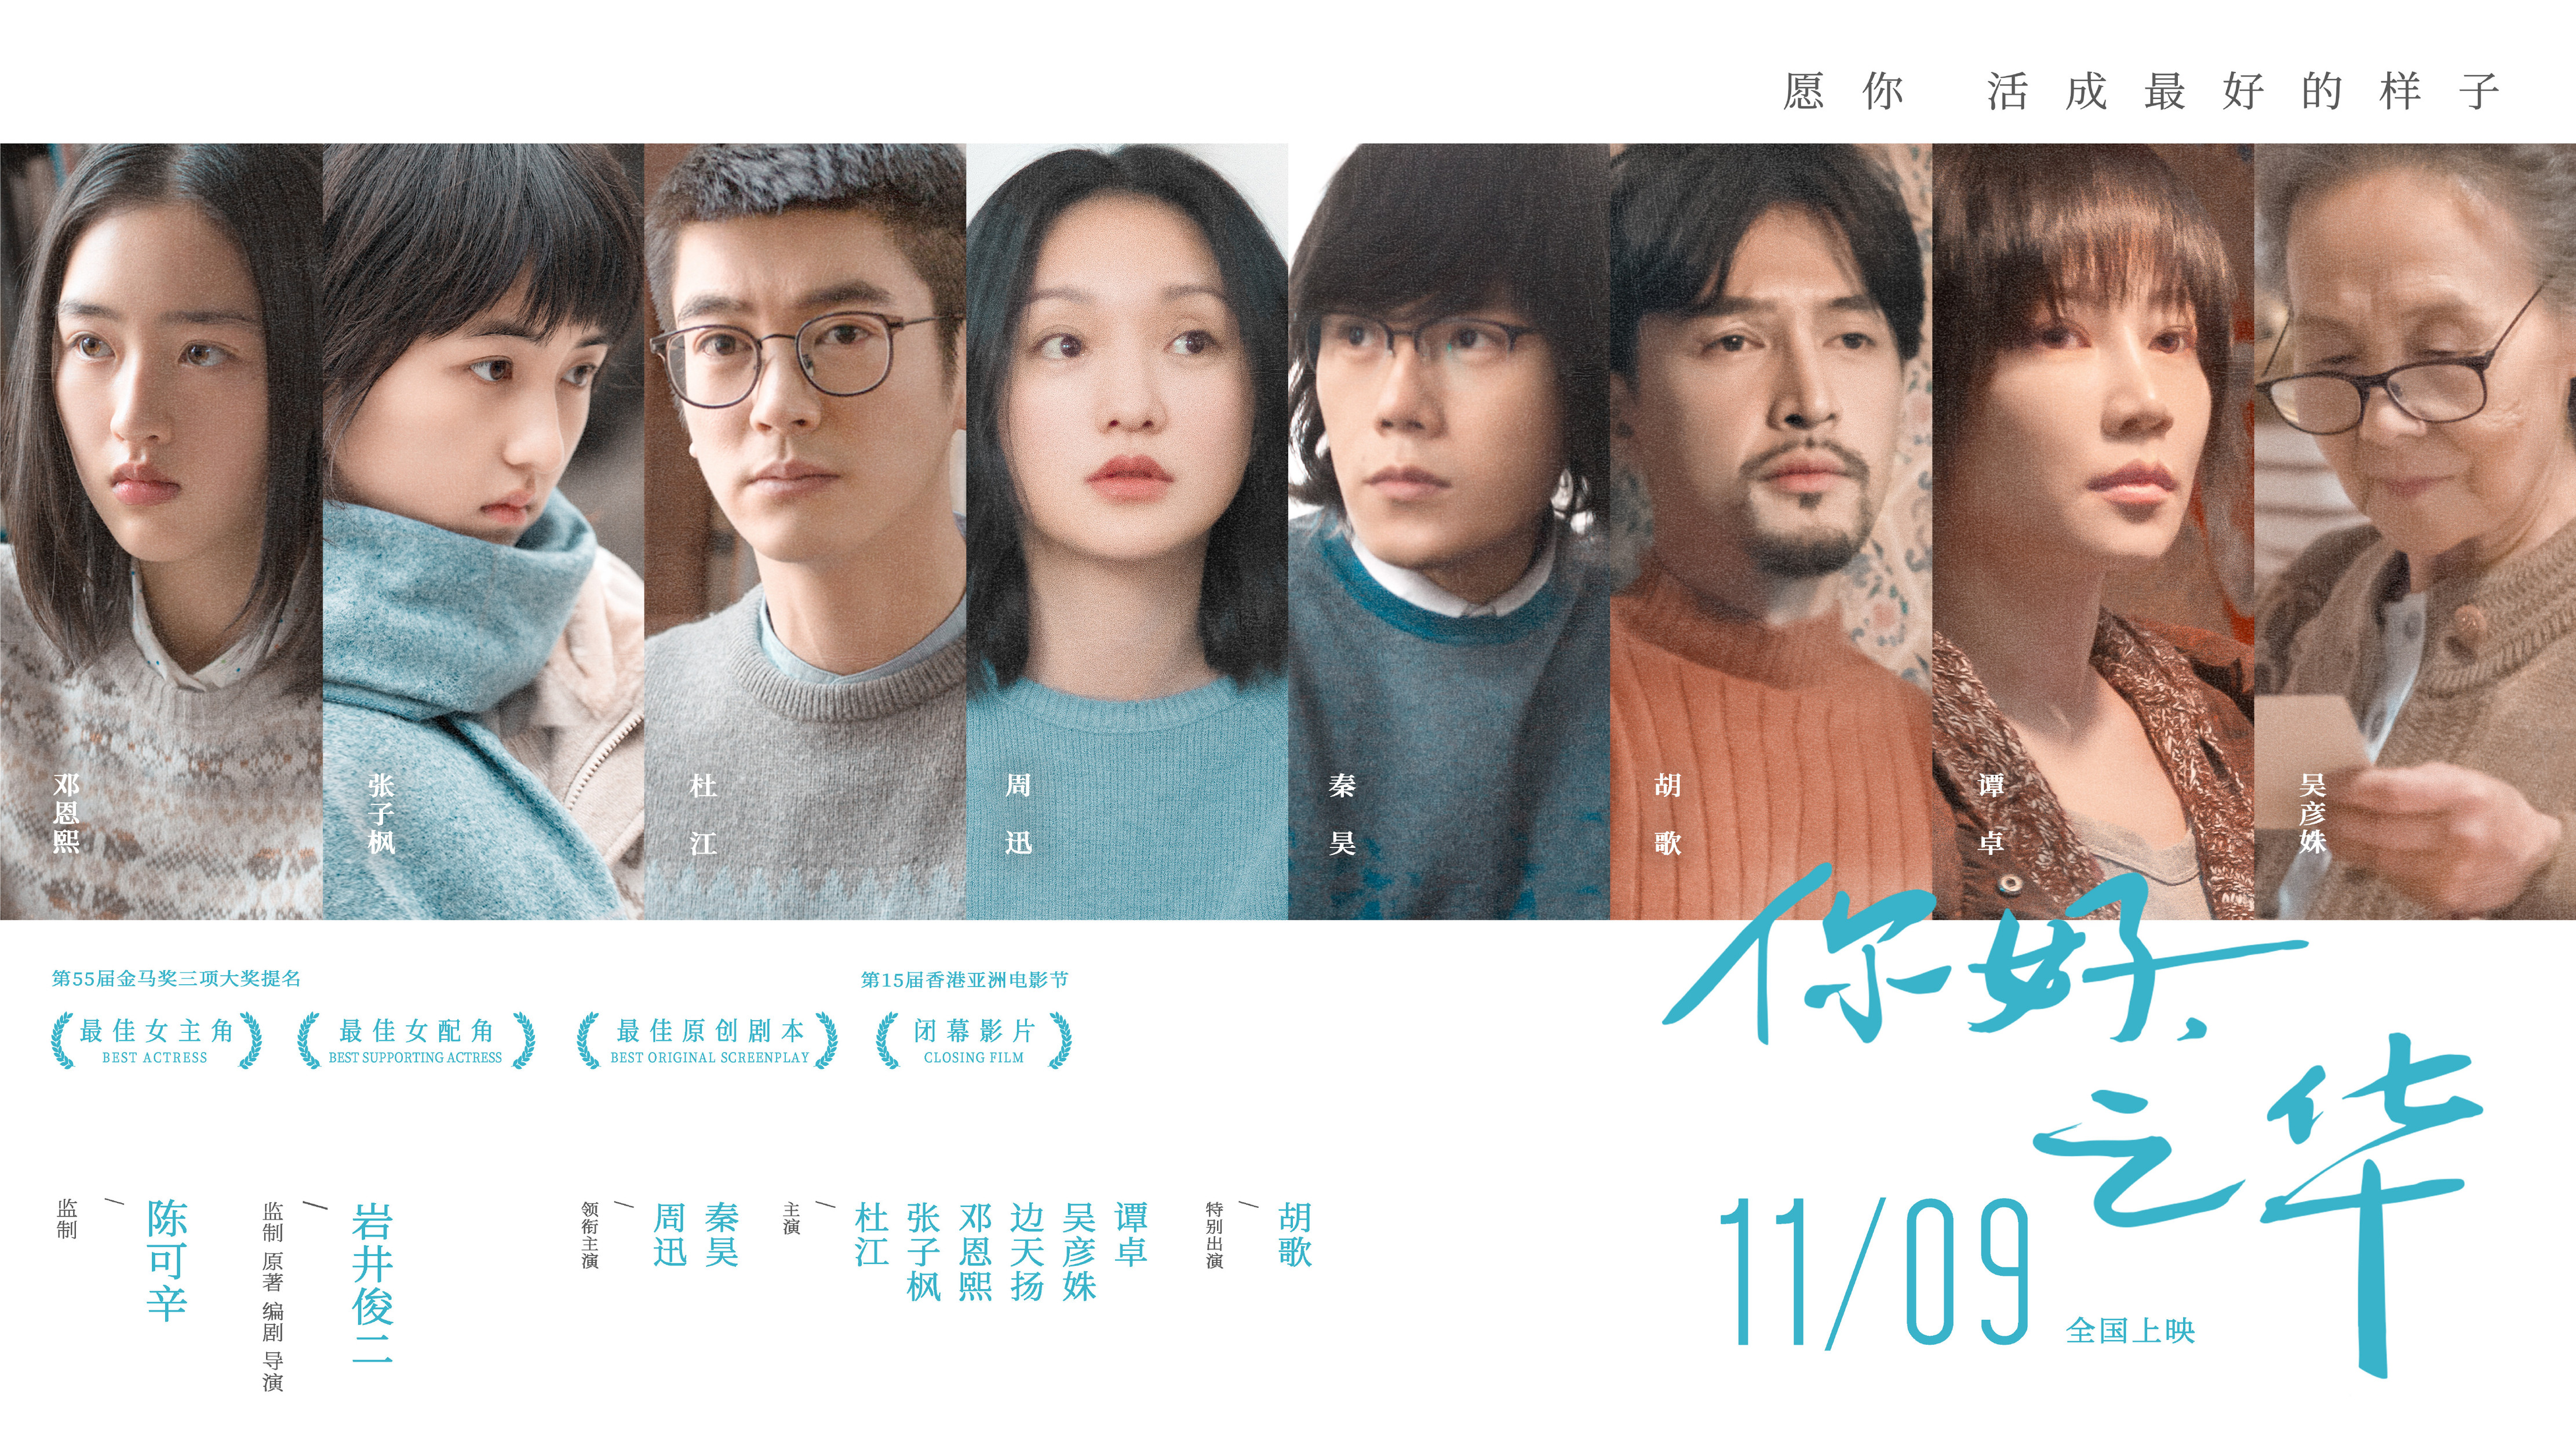 愿你 活成最好的样子
邓恩熙
张子枫
杜江
周迅
秦昊
胡歌
谭卓
吴彦姝
你好，
之华
第55届金马奖三项大奖提名
最佳女主角
BEST ACTRESS
最佳女配角
BEST SUPPORTING ACTRESS
最佳原创剧本
BEST ORIGINAL SCREENPLAY
第15届香港亚洲电影节
闭幕影片
CLOSING FILM
监制
陈可辛
监制 原著 编剧 导演
岩井俊二
领衔主演
周迅
秦昊
主演
杜江
张子枫
邓恩熙
边天扬
吴彦姝
谭卓
特别出演
胡歌
11/09
全国上映